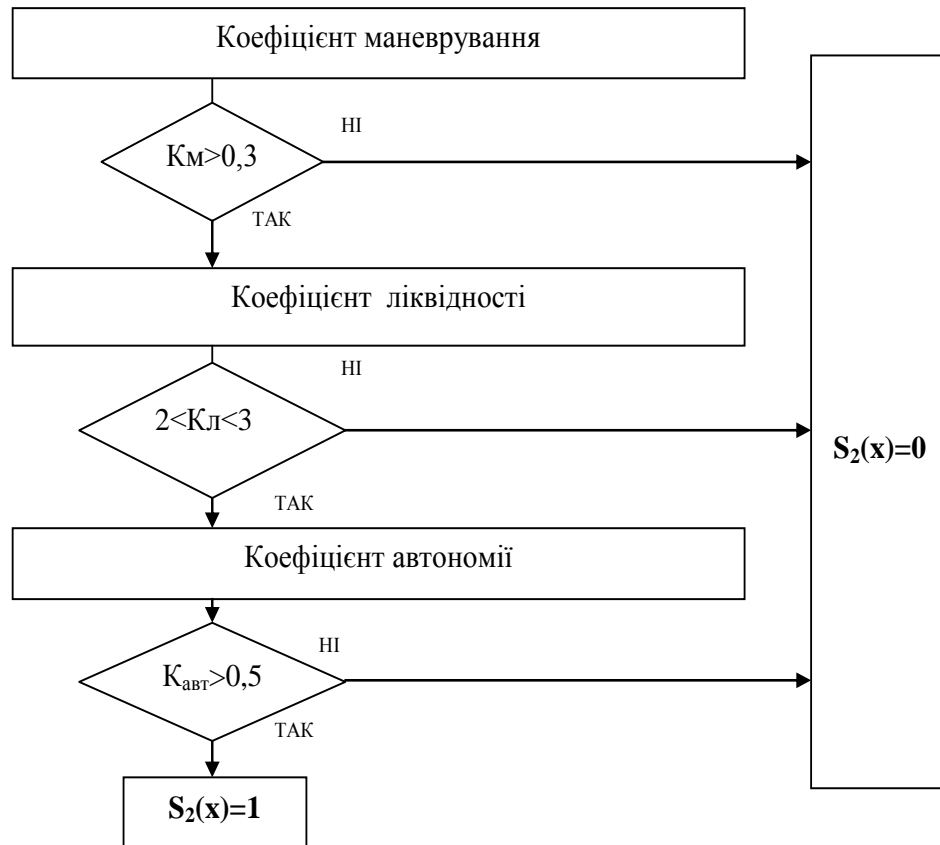 Коефіцієнт маневрування
НІ
Км>0,3
ТАК
Коефіцієнт ліквідності
НІ
2<Кл<3
S₂(x)=0
ТАК
Коефіцієнт автономії
НІ
Kавт>0,5
ТАК
S₂(x)=1